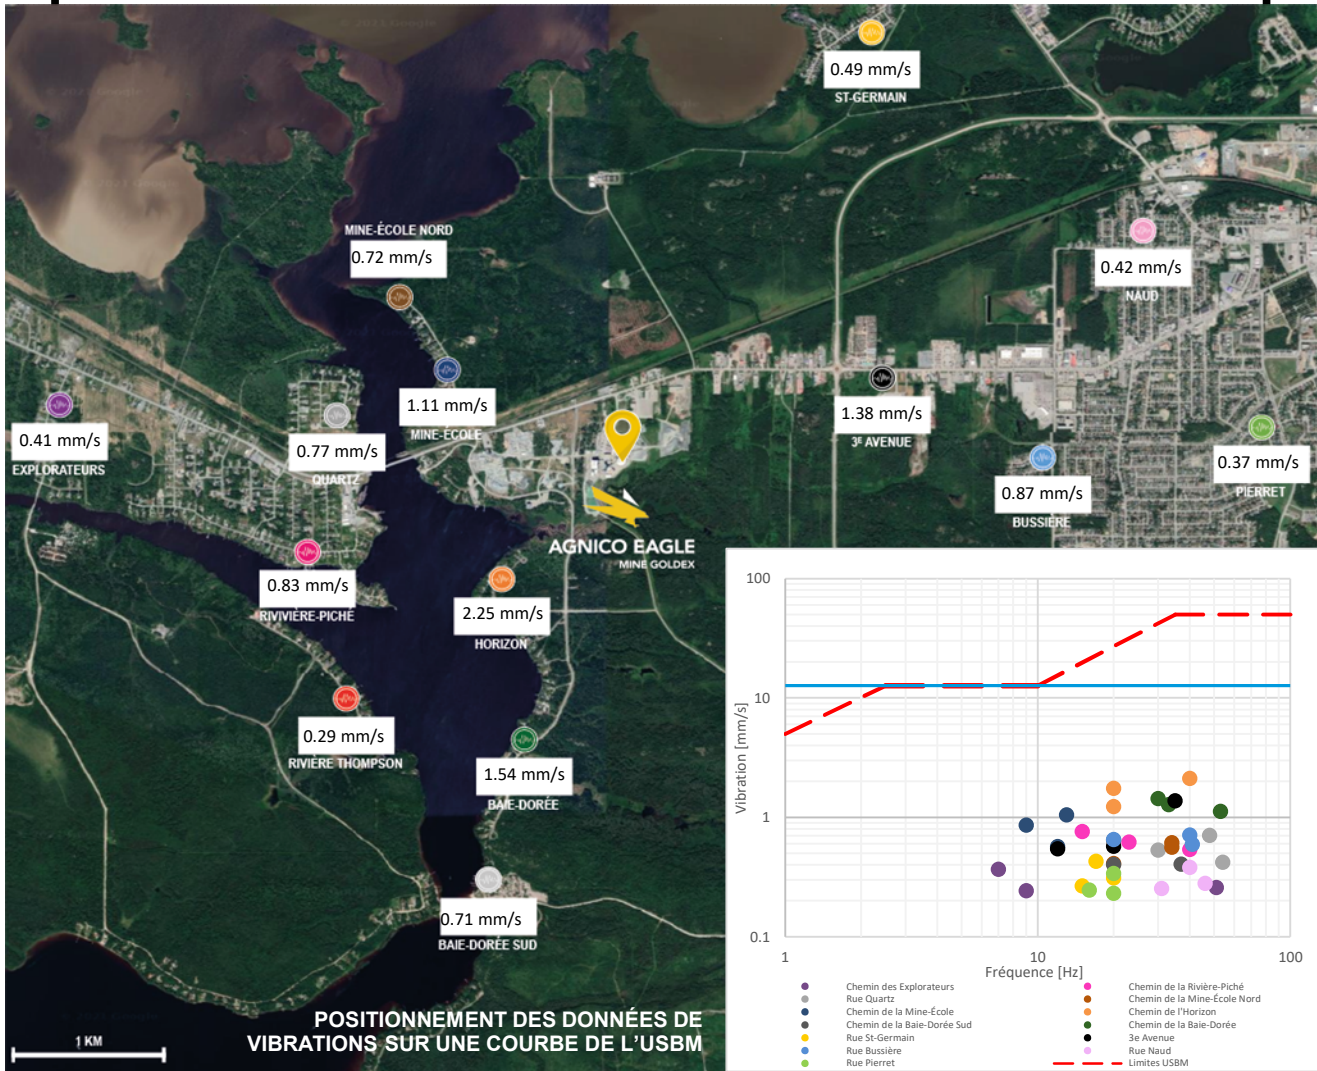 0.49 mm/s
ST-GERMAIN
MINE-ÉCOLE NORD
0.72 mm/s
0.42 mm/s
NAUD
1.11 mm/s
MINE-ÉCOLE
0.41 mm/s
EXPLORATEURS
0.77 mm/s
QUARTZ
1.38 mm/s
3E AVENUE
0.37 mm/s
PIERRET
0.87 mm/s
BUSSIÈRE
AGNICO EAGLE
MINE GOLDEX
0.83 mm/s
RIVIVIÈRE-PICHÉ
2.25 mm/s
HORIZON
0.29 mm/s
RIVIÈRE THOMPSON
1.54 mm/s
BAIE-DORÉE
0.71 mm/s
BAIE-DORÉE SUD
POSITIONNEMENT DES DONNÉES DE
VIBRATIONS SUR UNE COURBE DE L'USBM
1 KM
100
10
1
0.1
Vibration [mm/s]
1
10
100
Fréquence [Hz]
Chemin des Explorateurs
Chemin de la Rivière-Piché
Rue Quartz
Chemin de la Mine-École Nord
Chemin de la Mine-École
Chemin de l'Horizon
Chemin de la Baie-Dorée Sud
Chemin de la Baie-Dorée
Rue St-Germain
3e Avenue
Rue Bussière
Rue Naud
Rue Pierret
Limites USBM